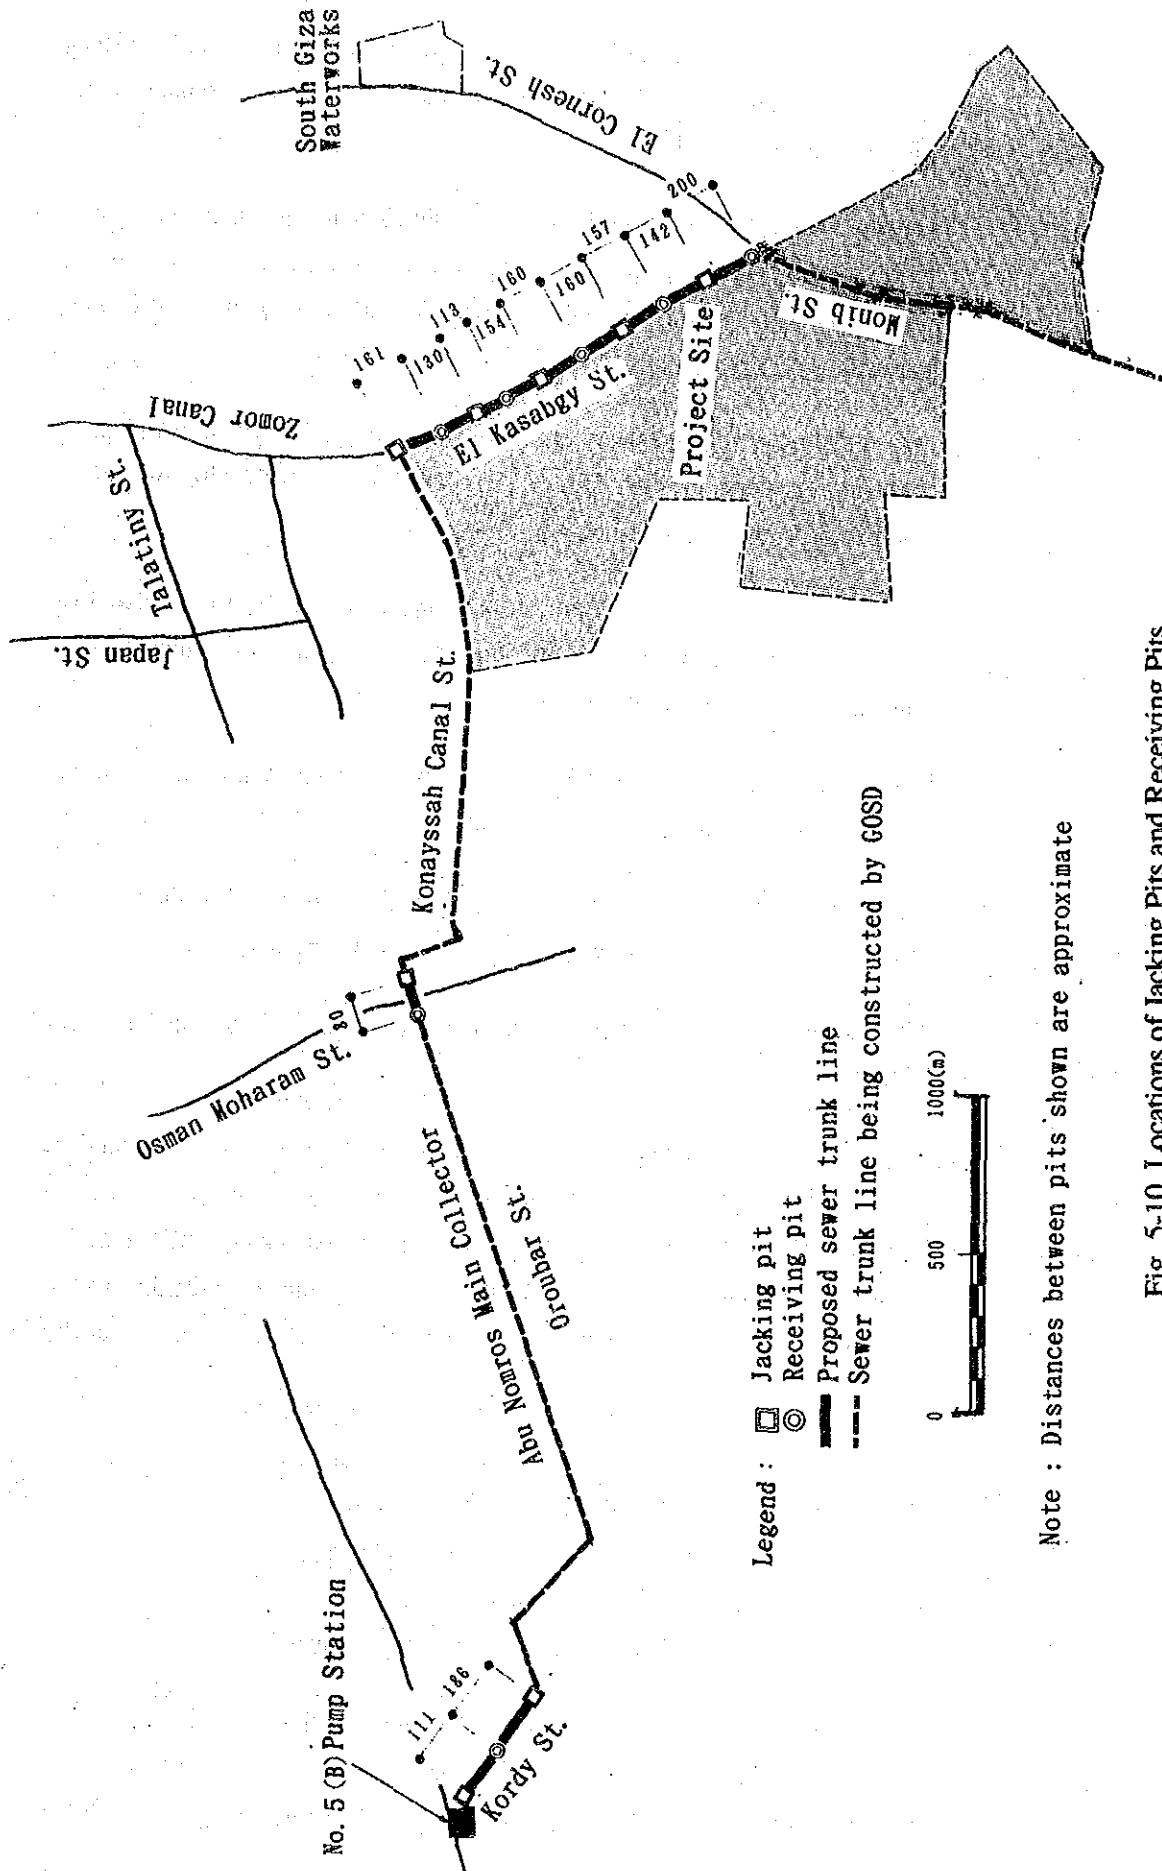 South Giza
Waterworks
El Cornesh St.
200
142
157
160
160
154
113
130
161
Zomor Canal
Talatiny St.
Japan St.
El Kasabgy St.
Project Site
Monib St.
Konayssah Canal St.
80
Osman Moharam St.
Abu Nomros Main Collector
Oroubar St.
No. 5 (B) Pump Station
111
186
Kordy St.
Legend :
Jacking pit
Receiving pit
Proposed sewer trunk line
Sewer trunk line being constructed by GOSD
0 500 1000(m)
Note : Distances between pits shown are approximate
Fig. 5-10 Locations of Jacking Pits and Receiving Pits